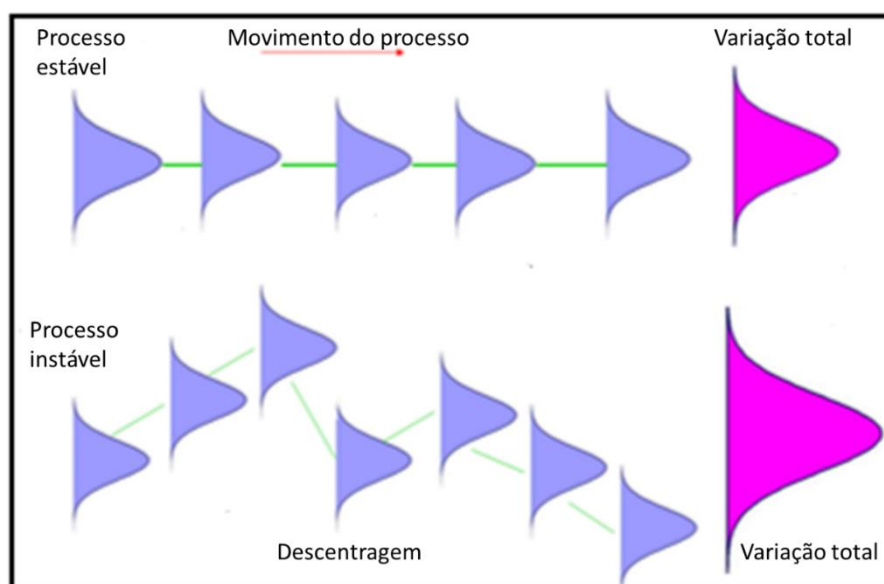 Processo
estável
Movimento do processo
Variação total
Processo
instável
Descentragem
Variação total